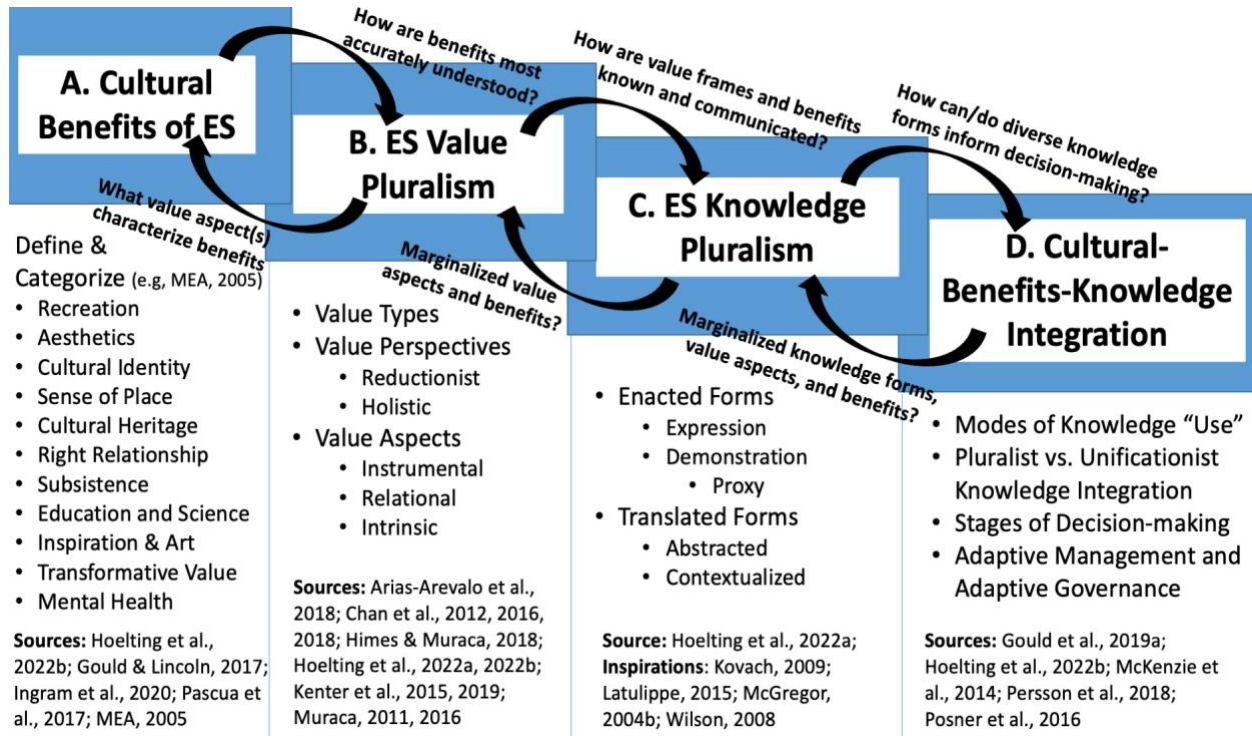 A. Cultural
Benefits of ES
How are benefits most
accurately understood?
What value aspect(s)
characterize benefits
Define &
Categorize (e.g, MEA, 2005)
• Recreation
• Aesthetics
• Cultural Identity
• Sense of Place
• Cultural Heritage
• Right Relationship
• Subsistence
• Education and Science
• Inspiration & Art
• Transformative Value
• Mental Health
Sources: Hoelting et al.,
2022b; Gould & Lincoln, 2017;
Ingram et al., 2020; Pascua et
al., 2017; MEA, 2005
B. ES Value
Pluralism
How are value frames and benefits
known and communicated?
Marginalized value
aspects and benefits?
• Value Types
• Value Perspectives
• Reductionist
• Holistic
• Value Aspects
• Instrumental
• Relational
• Intrinsic
Sources: Arias-Arevalo et al.,
2018; Chan et al., 2012, 2016,
2018; Himes & Muraca, 2018;
Hoelting et al., 2022a, 2022b;
Kenter et al., 2015, 2019;
Muraca, 2011, 2016
C. ES Knowledge
Pluralism
How can/do diverse knowledge
forms inform decision-making?
Marginalized knowledge forms,
value aspects, and benefits?
• Enacted Forms
• Expression
• Demonstration
• Proxy
• Translated Forms
• Abstracted
• Contextualized
Source: Hoelting et al., 2022a;
Inspirations: Kovach, 2009;
Latulippe, 2015; McGregor,
2004b; Wilson, 2008
D. Cultural-
Benefits-Knowledge
Integration
• Modes of Knowledge “Use”
• Pluralist vs. Unificationist
Knowledge Integration
• Stages of Decision-making
• Adaptive Management and
Adaptive Governance
Sources: Gould et al., 2019a;
Hoelting et al., 2022b; McKenzie et
al., 2014; Persson et al., 2018;
Posner et al., 2016